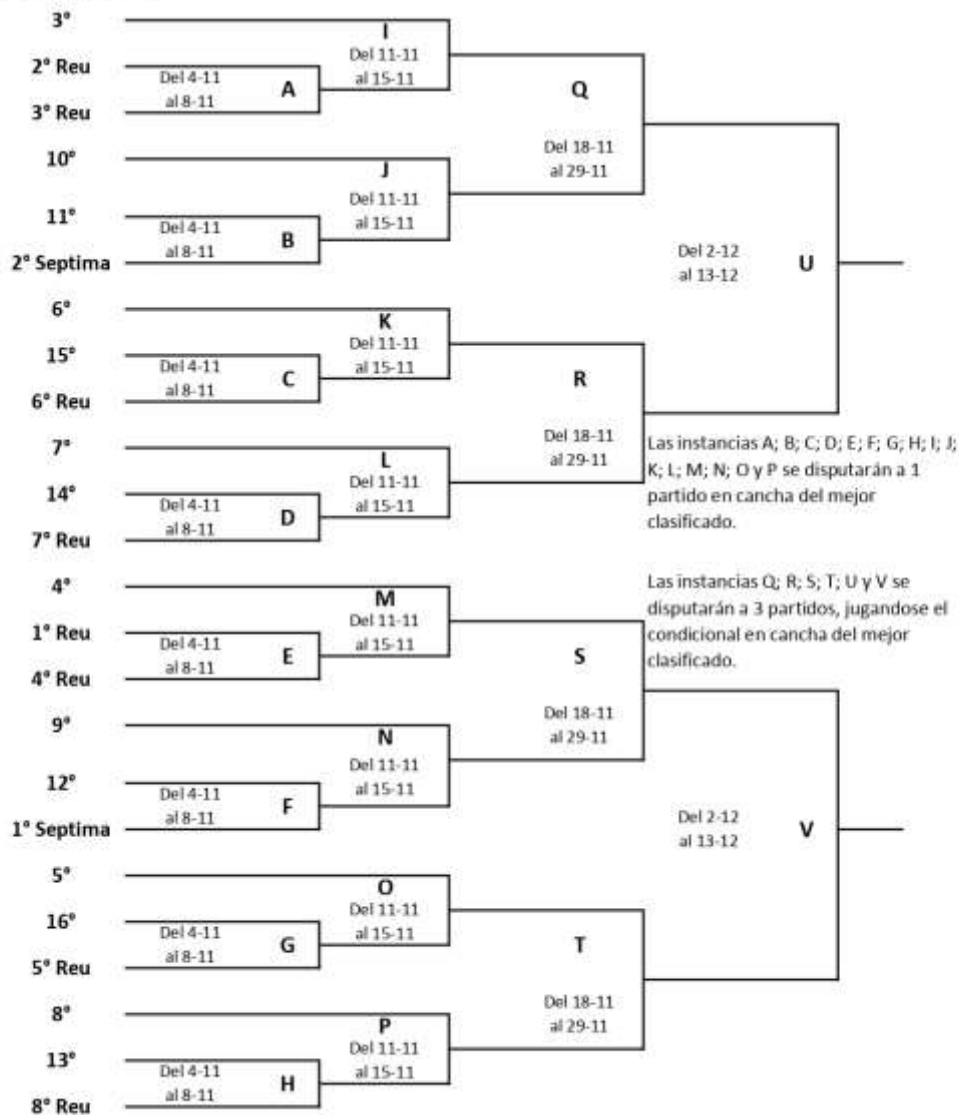 3°
I
Del 11-11
al 15-11
2° Reu
Del 4-11
al 8-11
A
3° Reu
Q
Del 18-11
al 29-11
10°
J
Del 11-11
al 15-11
11°
Del 4-11
al 8-11
B
2° Septima
Del 2-12
al 13-12
U
6°
K
Del 11-11
al 15-11
15°
Del 4-11
al 8-11
C
6° Reu
R
Del 18-11
al 29-11
7°
L
Del 11-11
al 15-11
14°
Del 4-11
al 8-11
D
7° Reu
Las instancias A; B; C; D; E; F; G; H; I; J;
K; L; M; N; O y P se disputarán a 1
partido en cancha del mejor
clasificado.
4°
M
Del 11-11
al 15-11
1° Reu
Del 4-11
al 8-11
E
4° Reu
Las instancias Q; R; S; T; U y V se
disputarán a 3 partidos, jugandose el
condicional en cancha del mejor
clasificado.
S
Del 18-11
al 29-11
9°
N
Del 11-11
al 15-11
12°
Del 4-11
al 8-11
F
1° Septima
Del 2-12
al 13-12
V
5°
O
Del 11-11
al 15-11
16°
Del 4-11
al 8-11
G
5° Reu
T
Del 18-11
al 29-11
8°
P
Del 11-11
al 15-11
13°
Del 4-11
al 8-11
H
8° Reu